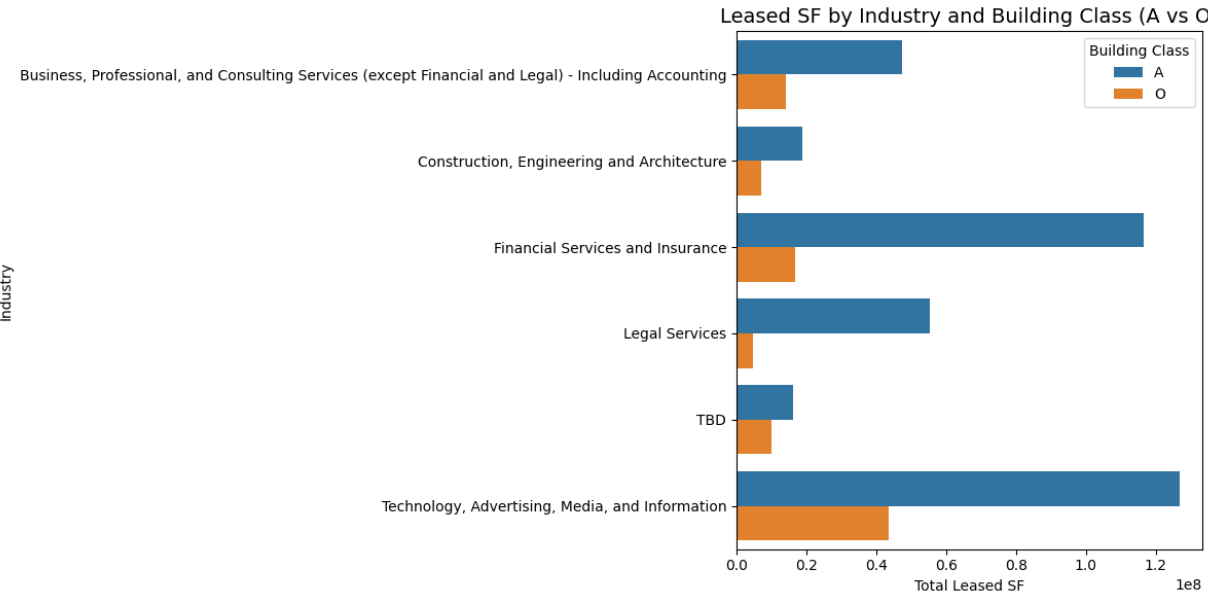 Leased SF by Industry and Building Class (A vs O
Building Class
A
O
Business, Professional, and Consulting Services (except Financial and Legal) - Including Accounting
Construction, Engineering and Architecture
Financial Services and Insurance
Legal Services
TBD
Technology, Advertising, Media, and Information
Industry
0.0 0.2 0.4 0.6 0.8 1.0 1.2
1e8
Total Leased SF